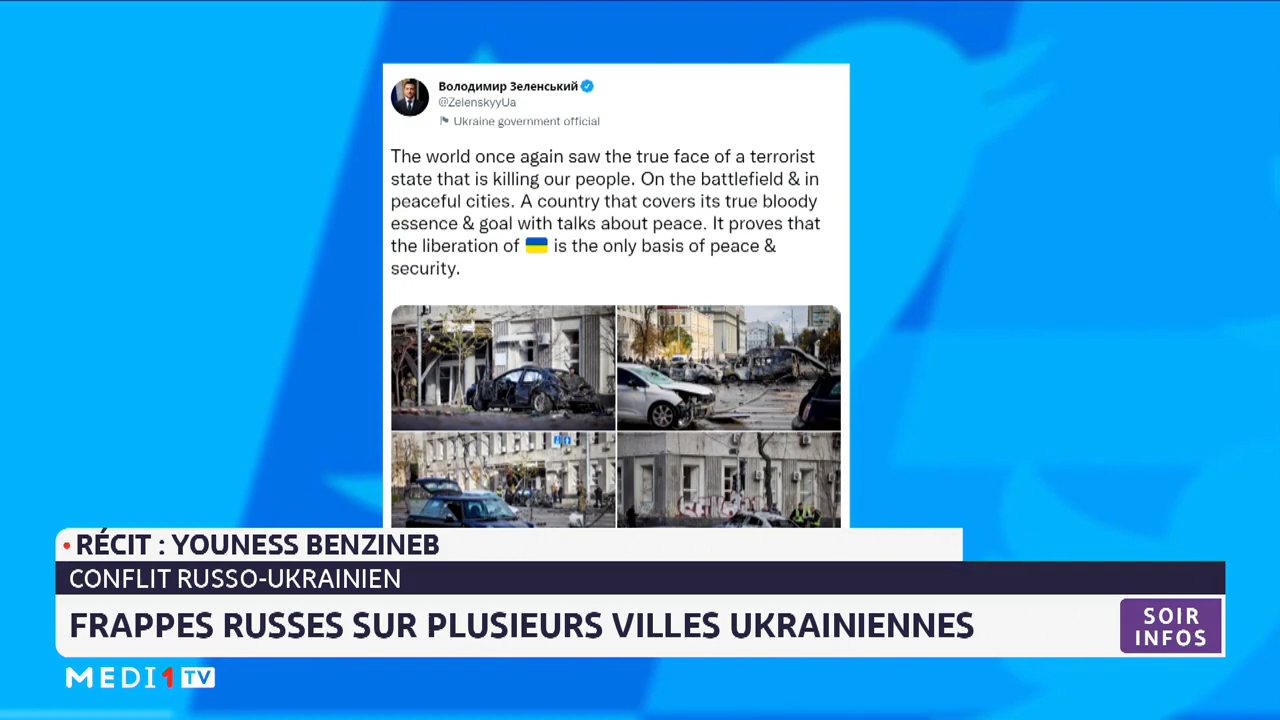 Володимир Зеленський
@ZelenskyyUa
Ukraine government official
The world once again saw the true face of a terrorist
state that is killing our people. On the battlefield & in
peaceful cities. A country that covers its true bloody
essence & goal with talks about peace. It proves that
the liberation of 🇺🇦 is the only basis of peace &
security.
• RÉCIT : YOUNESS BENZINEB
CONFLIT RUSSO-UKRAINIEN
FRAPPES RUSSES SUR PLUSIEURS VILLES UKRAINIENNES
SOIR
INFOS
MEDI1 TV